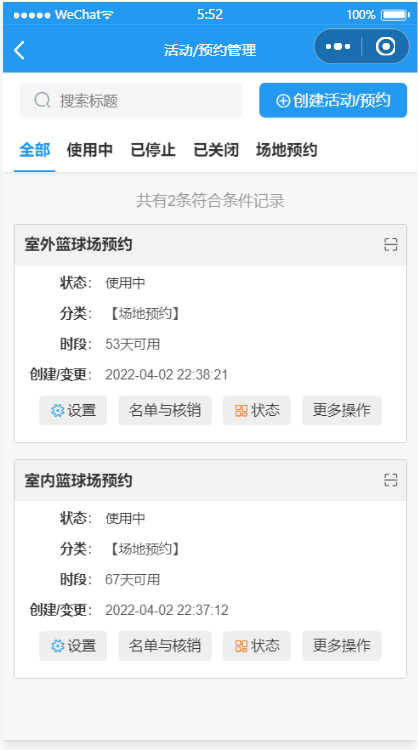 WeChat 5:52 100%
活动/预约管理
搜索标题 创建活动/预约
全部 使用中 已停止 已关闭 场地预约
共有2条符合条件记录
室外篮球场预约
状态： 使用中
分类： 【场地预约】
时段： 53天可用
创建/变更： 2022-04-02 22:38:21
设置 名单与核销 状态 更多操作
室内篮球场预约
状态： 使用中
分类： 【场地预约】
时段： 67天可用
创建/变更： 2022-04-02 22:37:12
设置 名单与核销 状态 更多操作